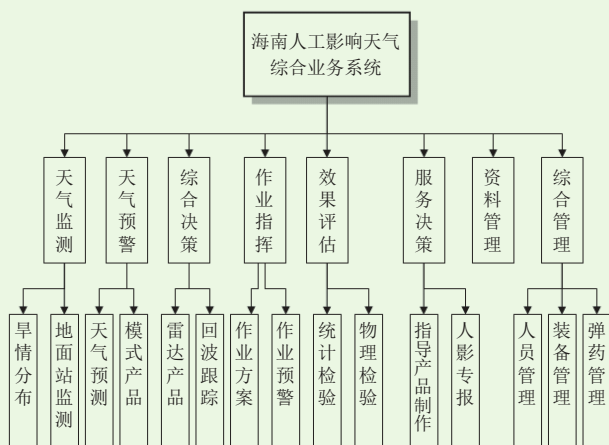 海南人工影响天气
综合业务系统
天气监测
天气预警
综合决策
作业指挥
效果评估
服务决策
资料管理
综合管理
旱情分布
地面站监测
天气预测
模式产品
雷达产品
回波跟踪
作业方案
作业预警
统计检验
物理检验
指导产品制作
人影专报
人员管理
装备管理
弹药管理